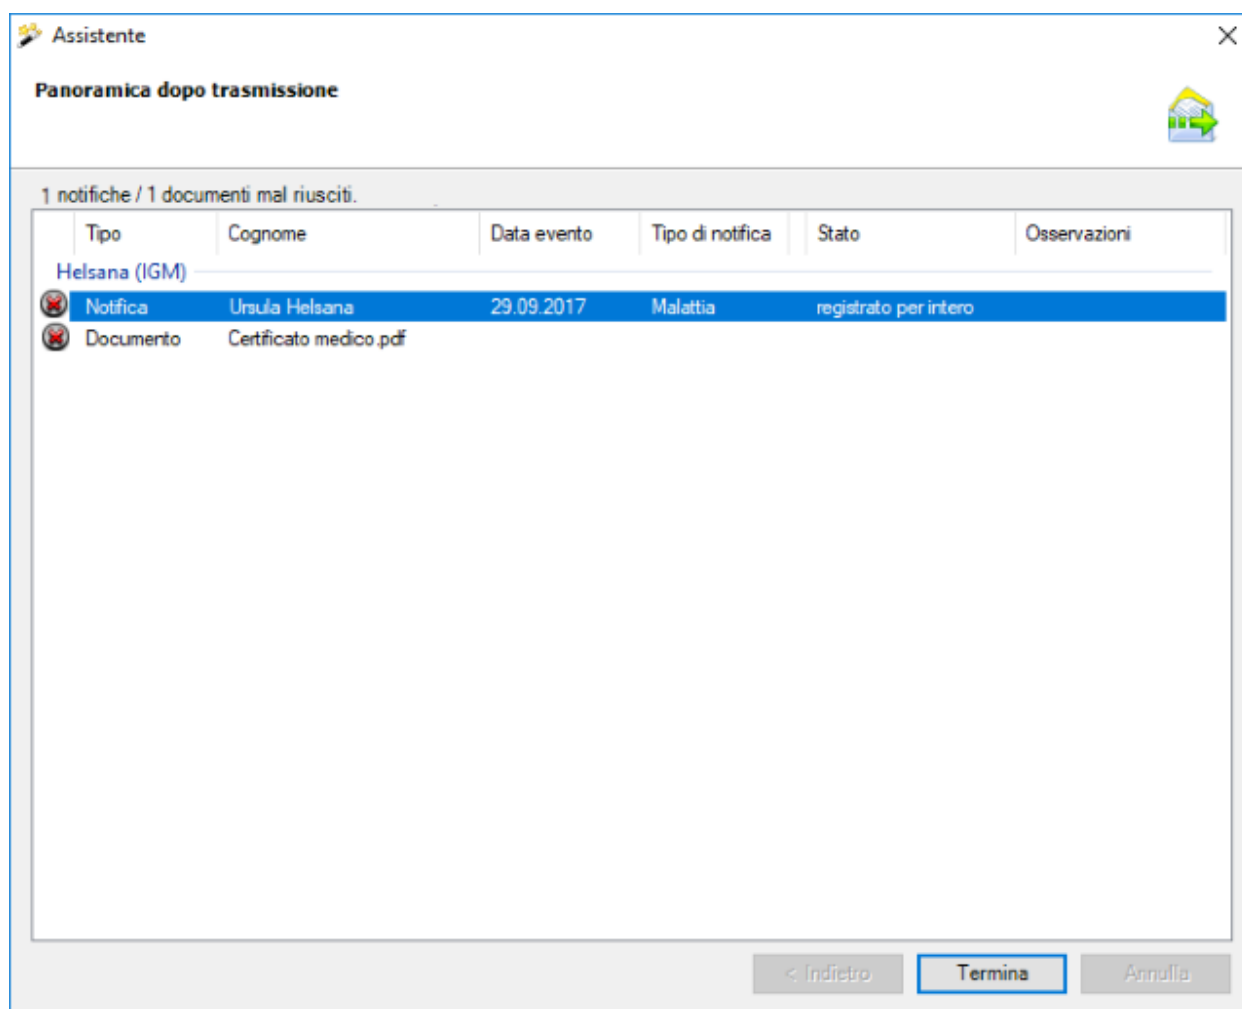 Assistente
Panoramica dopo trasmissione
1 notifiche / 1 documenti mal riusciti.
Tipo Cognome Data evento Tipo di notifica Stato Osservazioni
Helsana (IGM)
Notifica Ursula Helsana 29.09.2017 Malattia registrato per intero
Documento Certificato medico.pdf
< Indietro Termina Annulla